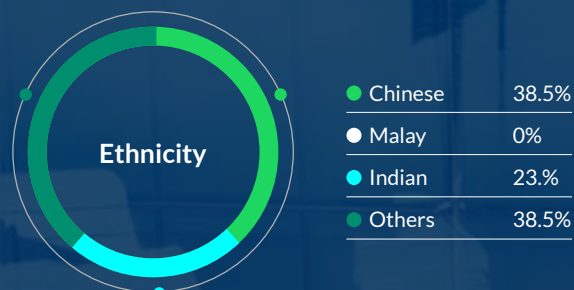 Ethnicity
Chinese 38.5%
Malay 0%
Indian 23.%
Others 38.5%